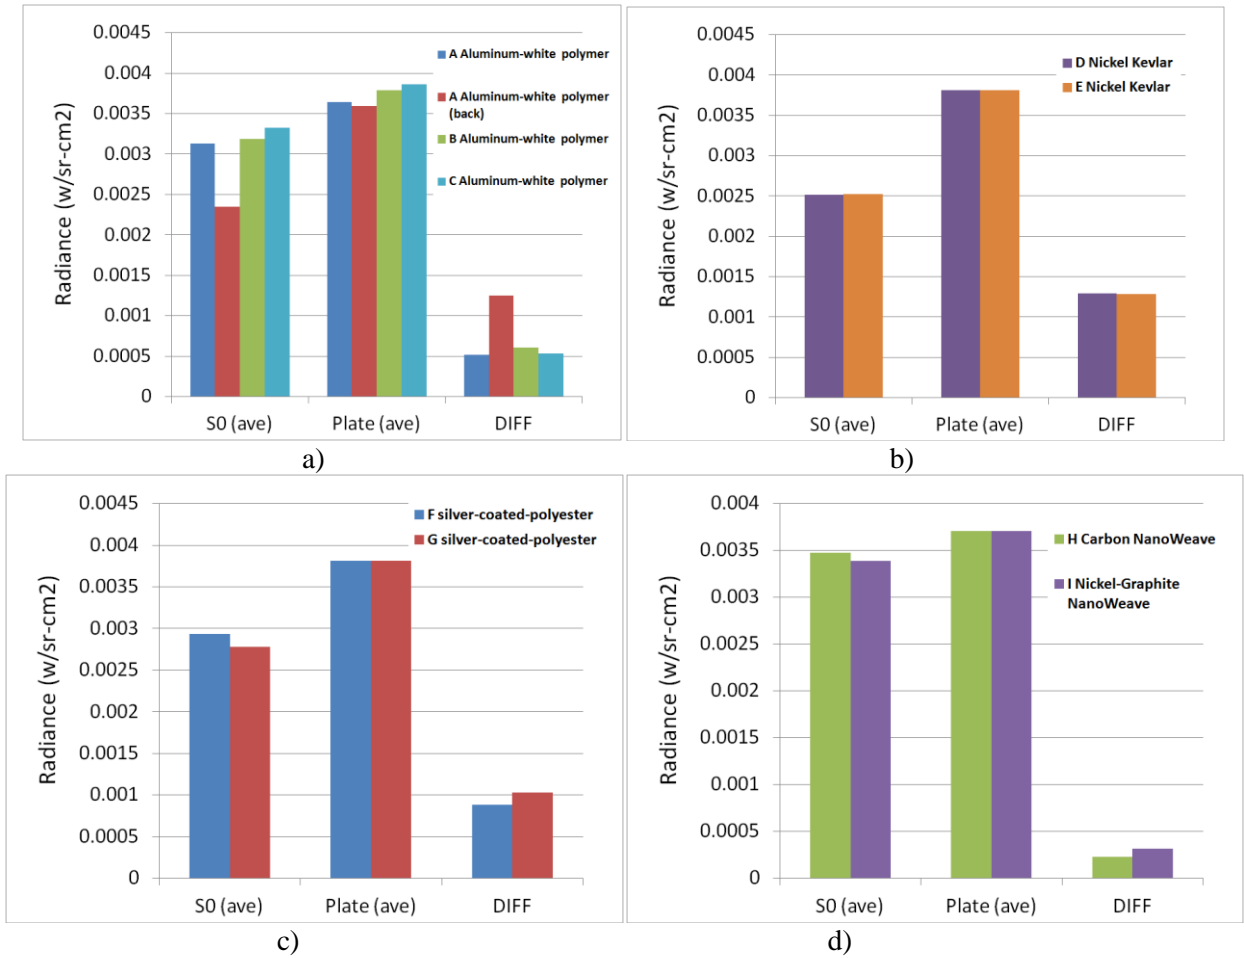 0.0045
0.004
0.0035
0.003
0.0025
0.002
0.0015
0.001
0.0005
0
Radiance (w/sr-cm2)
A Aluminum-white polymer
A Aluminum-white polymer
(back)
B Aluminum-white polymer
C Aluminum-white polymer
S0 (ave) Plate (ave) DIFF
a)
0.0045
0.004
0.0035
0.003
0.0025
0.002
0.0015
0.001
0.0005
0
Radiance (w/sr-cm2)
D Nickel Kevlar
E Nickel Kevlar
S0 (ave) Plate (ave) DIFF
b)
0.0045
0.004
0.0035
0.003
0.0025
0.002
0.0015
0.001
0.0005
0
Radiance (w/sr-cm2)
F silver-coated-polyester
G silver-coated-polyester
S0 (ave) Plate (ave) DIFF
c)
0.004
0.0035
0.003
0.0025
0.002
0.0015
0.001
0.0005
0
Radiance (w/sr-cm2)
H Carbon NanoWeave
I Nickel-Graphite
NanoWeave
S0 (ave) Plate (ave) DIFF
d)